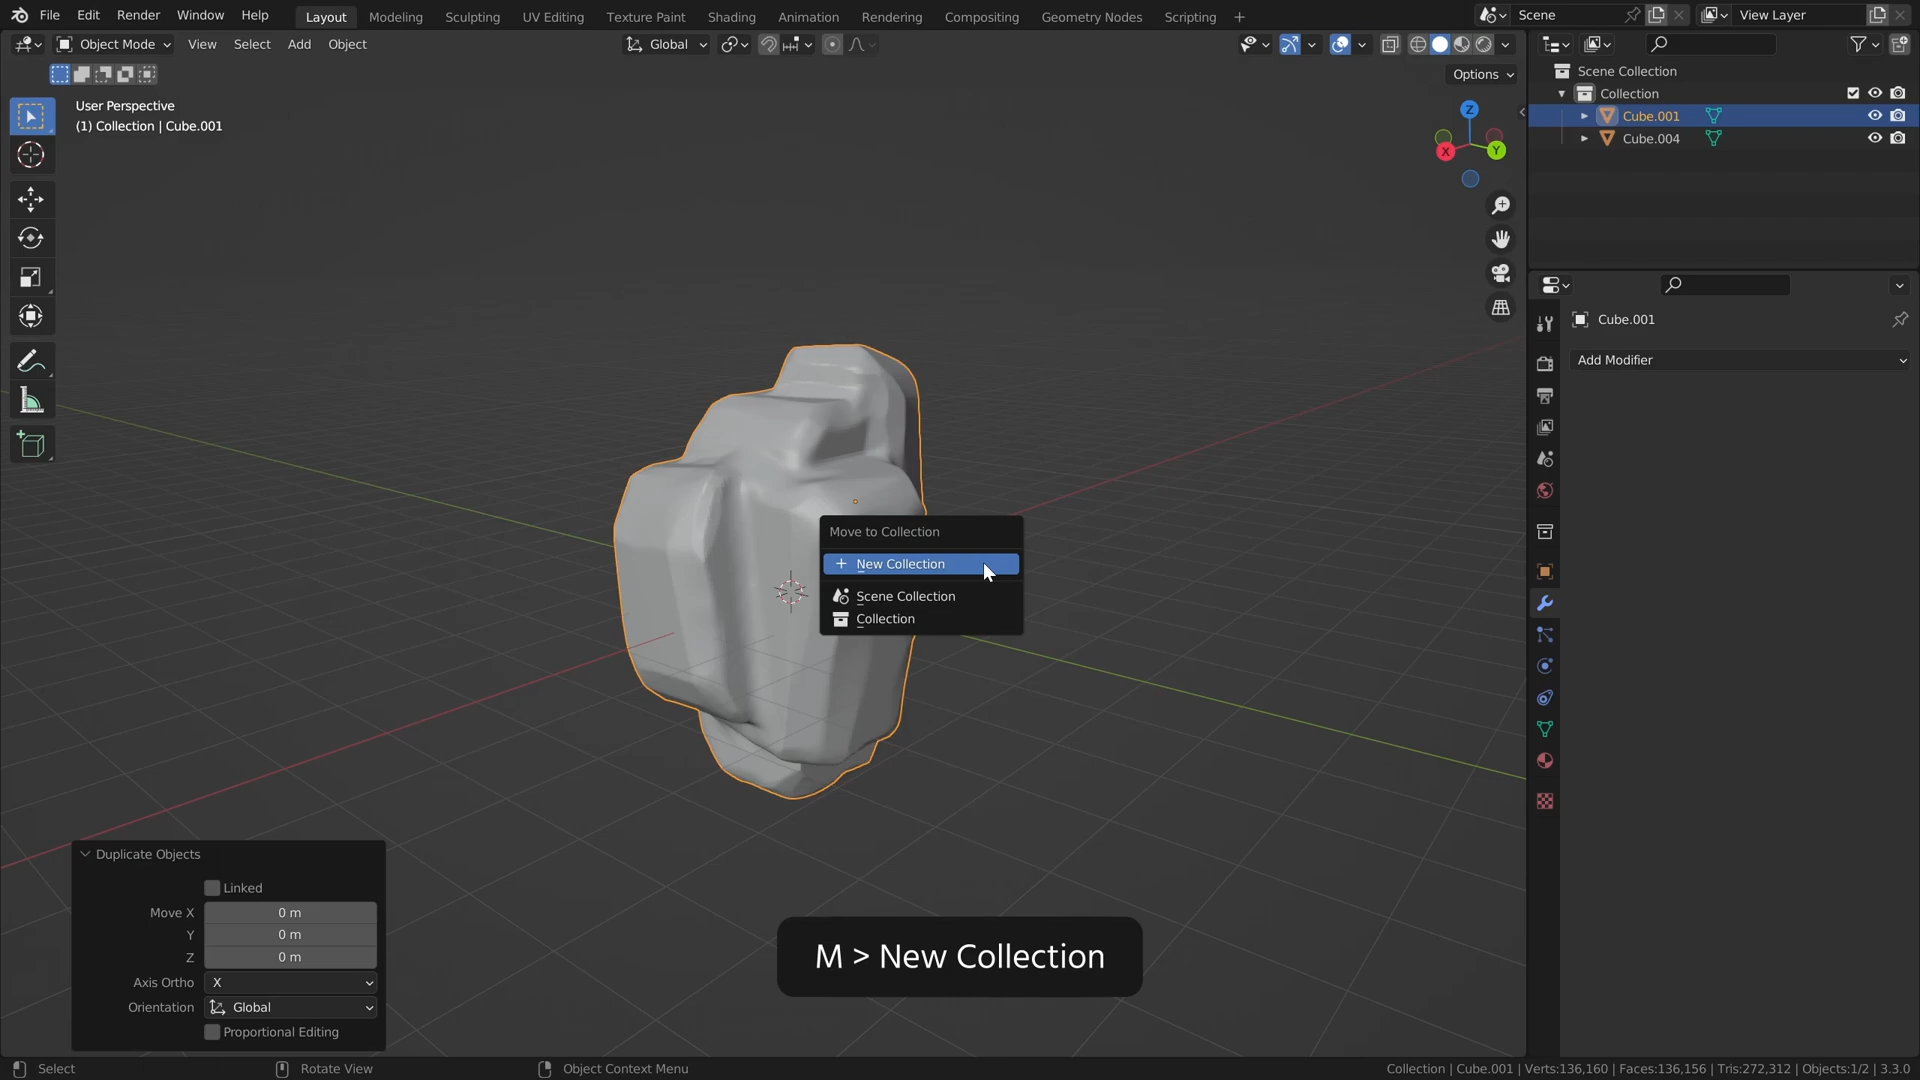 File Edit Render Window Help Layout Modeling Sculpting UV Editing Texture Paint Shading Animation Rendering Compositing Geometry Nodes Scripting + Scene View Layer
Object Mode View Select Add Object Global
Options
User Perspective
(1) Collection | Cube.001
Z
X
Y
Scene Collection
Collection
Cube.001
Cube.004
Cube.001
Add Modifier
Move to Collection
New Collection
Scene Collection
Collection
Duplicate Objects
Linked
Move X 0 m
Y 0 m
Z 0 m
Axis Ortho X
Orientation Global
Proportional Editing
M > New Collection
Select Rotate View Object Context Menu Collection | Cube.001 | Verts:136,160 | Faces:136,156 | Tris:272,312 | Objects:1/2 | 3.3.0